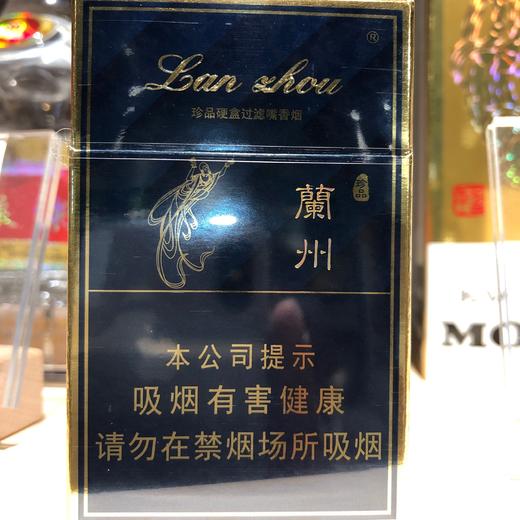 Lan zhou
®
珍品硬盒过滤嘴香烟
蘭州
珍品
本公司提示
吸烟有害健康
请勿在禁烟场所吸烟
MO